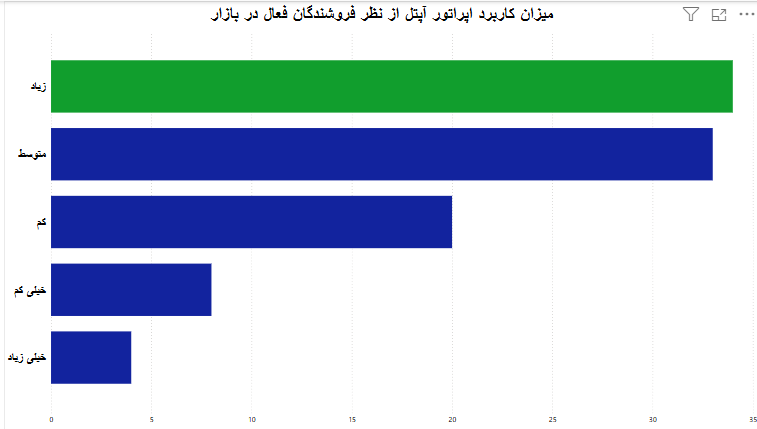 میزان کاربرد اپراتور آپتل از نظر فروشندگان فعال در بازار
زیاد
متوسط
کم
خیلی کم
خیلی زیاد
0 5 10 15 20 25 30 35